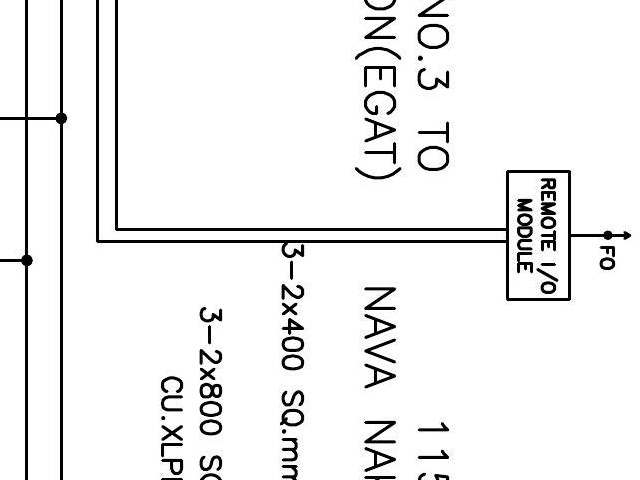 REMOTE I/O
MODULE
FO
NO.3 TO
ON(EGAT)
115
NAVA NA
3-2x400 SQ.mm
3-2x800 S
CU.XLP